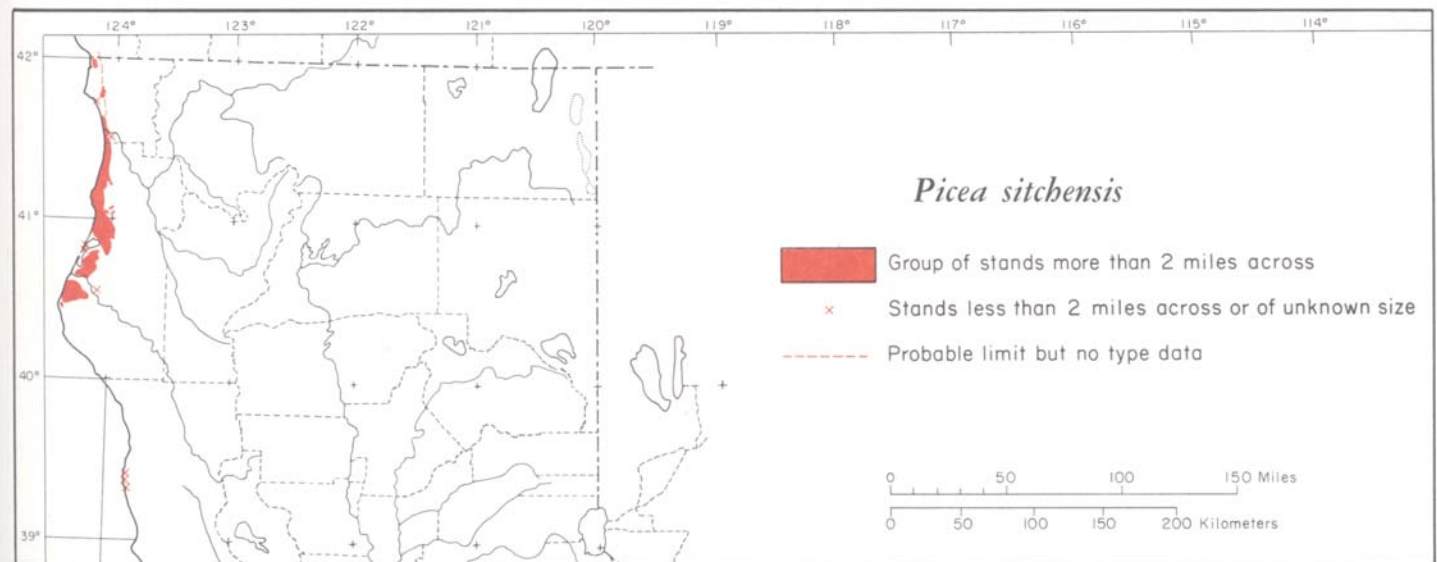 124° 123° 122° 121° 120° 119° 118° 117° 116° 115° 114°
42°
41°
40°
39°
Picea sitchensis
Group of stands more than 2 miles across
Stands less than 2 miles across or of unknown size
Probable limit but no type data
0 50 100 150 Miles
0 50 100 150 200 Kilometers